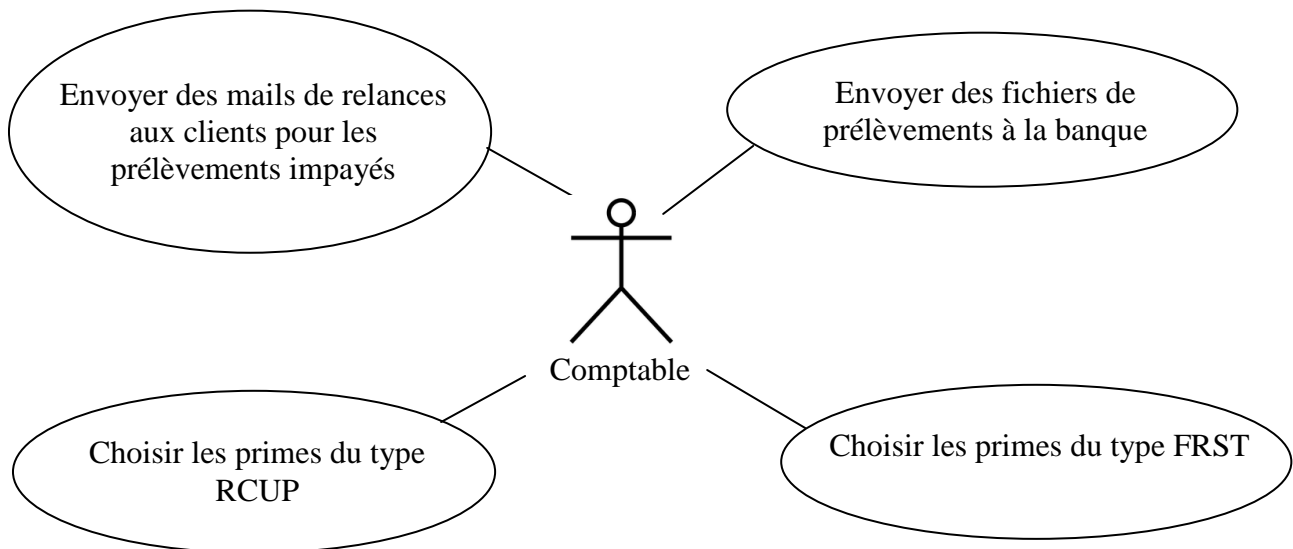 Envoyer des mails de relances
aux clients pour les
prélèvements impayés
Envoyer des fichiers de
prélèvements à la banque
Comptable
Choisir les primes du type
RCUP
Choisir les primes du type FRST